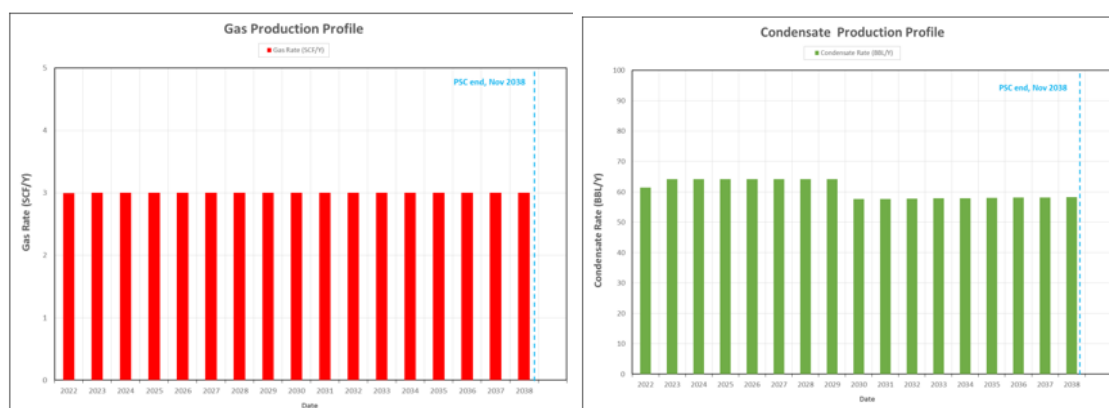 Gas Production Profile
Gas Rate (SCF/Y)
PSC end, Nov 2038
Gas Rate (SCF/Y)
5
4
3
2
1
0
2022 2023 2024 2025 2026 2027 2028 2029 2030 2031 2032 2033 2034 2035 2036 2037 2038
Date
Condensate Production Profile
Condensate Rate (BBL/Y)
PSC end, Nov 2038
Condensate Rate (BBL/Y)
100
90
80
70
60
50
40
30
20
10
0
2022 2023 2024 2025 2026 2027 2028 2029 2030 2031 2032 2033 2034 2035 2036 2037 2038
Date